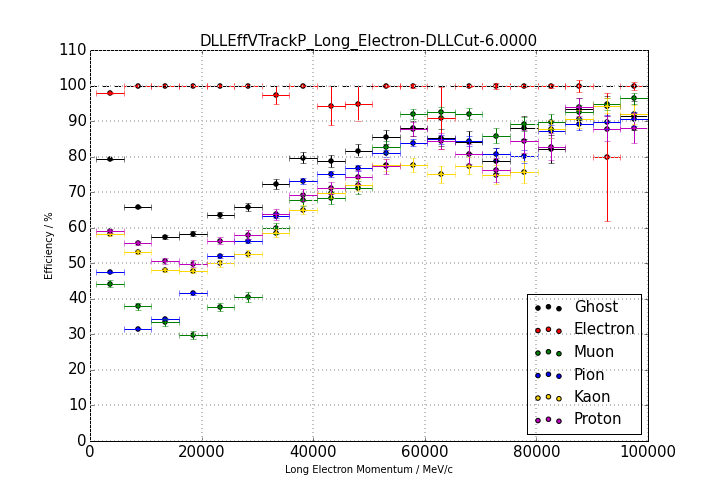 DLLEffVTrackP_Long_Electron-DLLCut-6.0000
110
100
90
80
70
60
50
40
30
20
10
0
Efficiency / %
0 20000 40000 60000 80000 100000
Long Electron Momentum / MeV/c
Ghost
Electron
Muon
Pion
Kaon
Proton